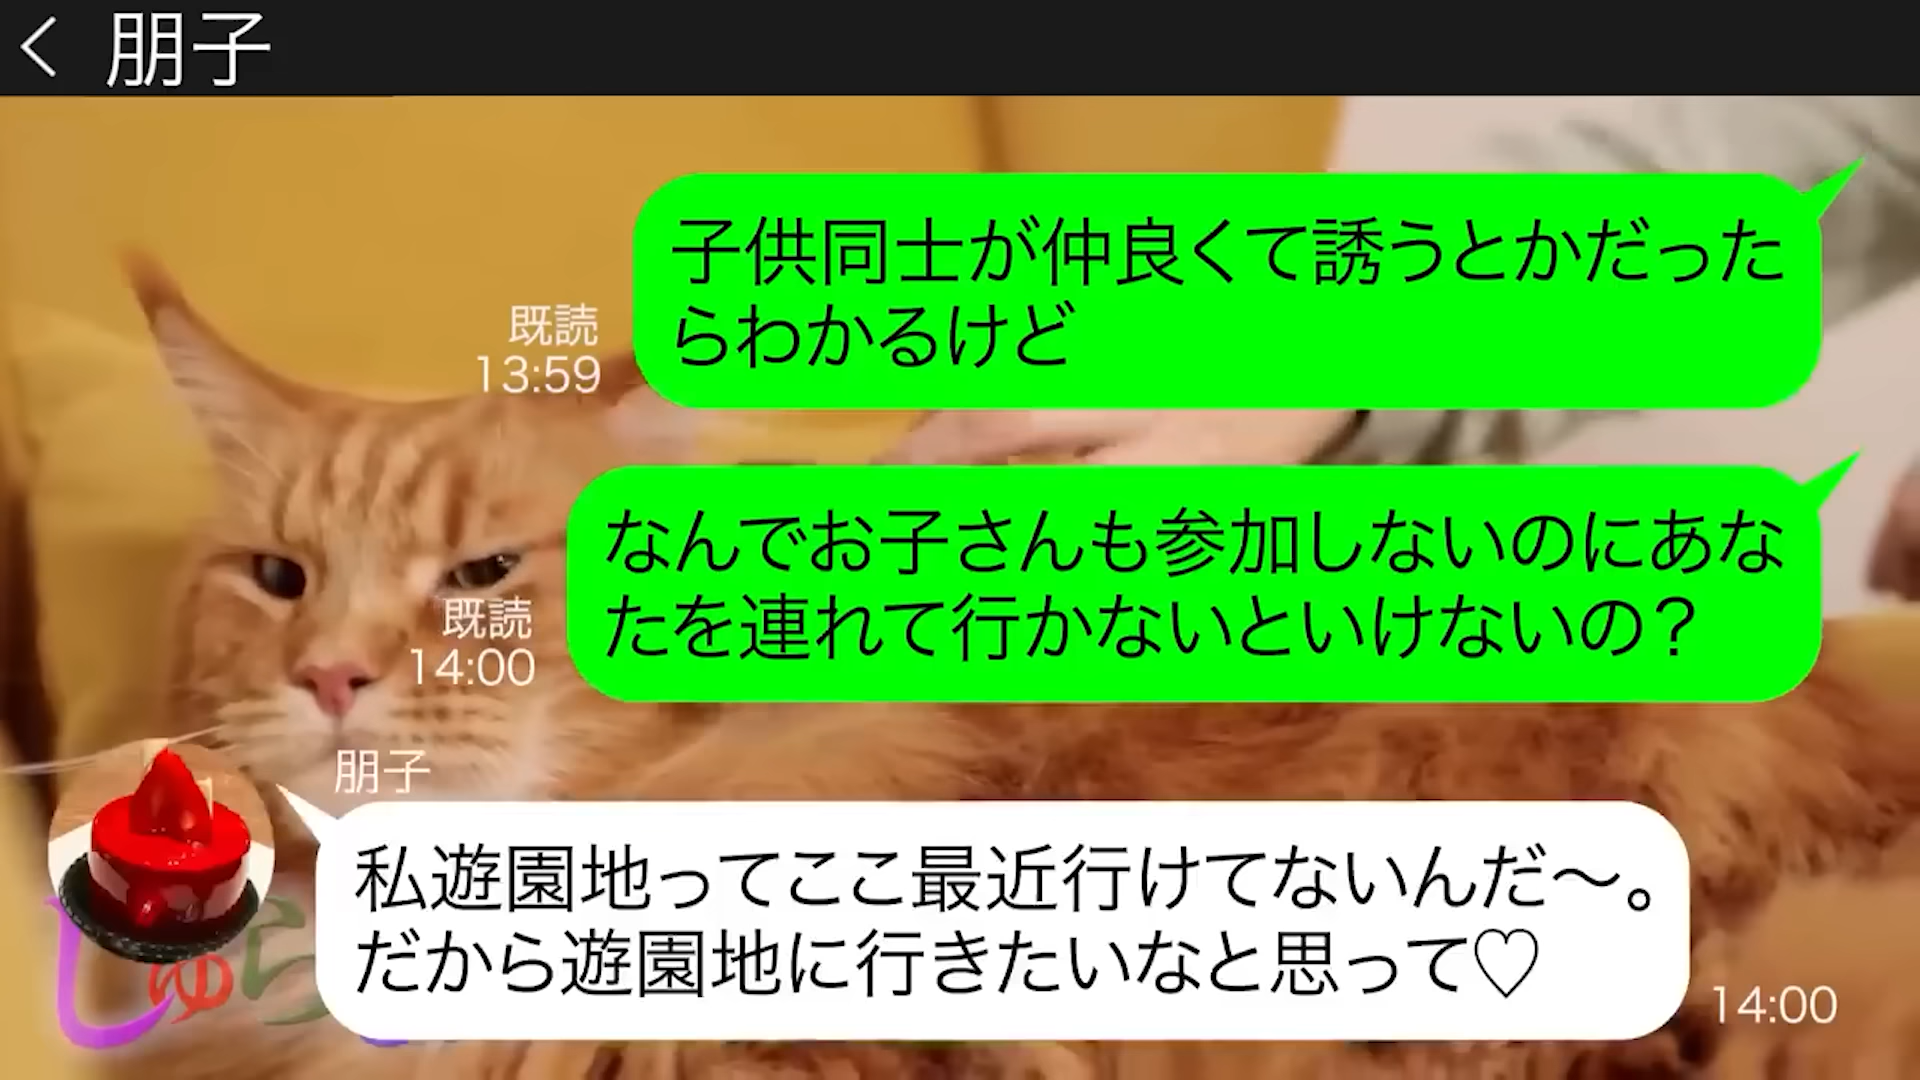 朋子
子供同士が仲良くて誘うとかだった
らわかるけど
既読
13:59
なんでお子さんも参加しないのにあな
たを連れて行かないといけないの？
既読
14:00
朋子
私遊園地ってここ最近行けてないんだ〜。
だから遊園地に行きたいなと思って♡
14:00
しゅら